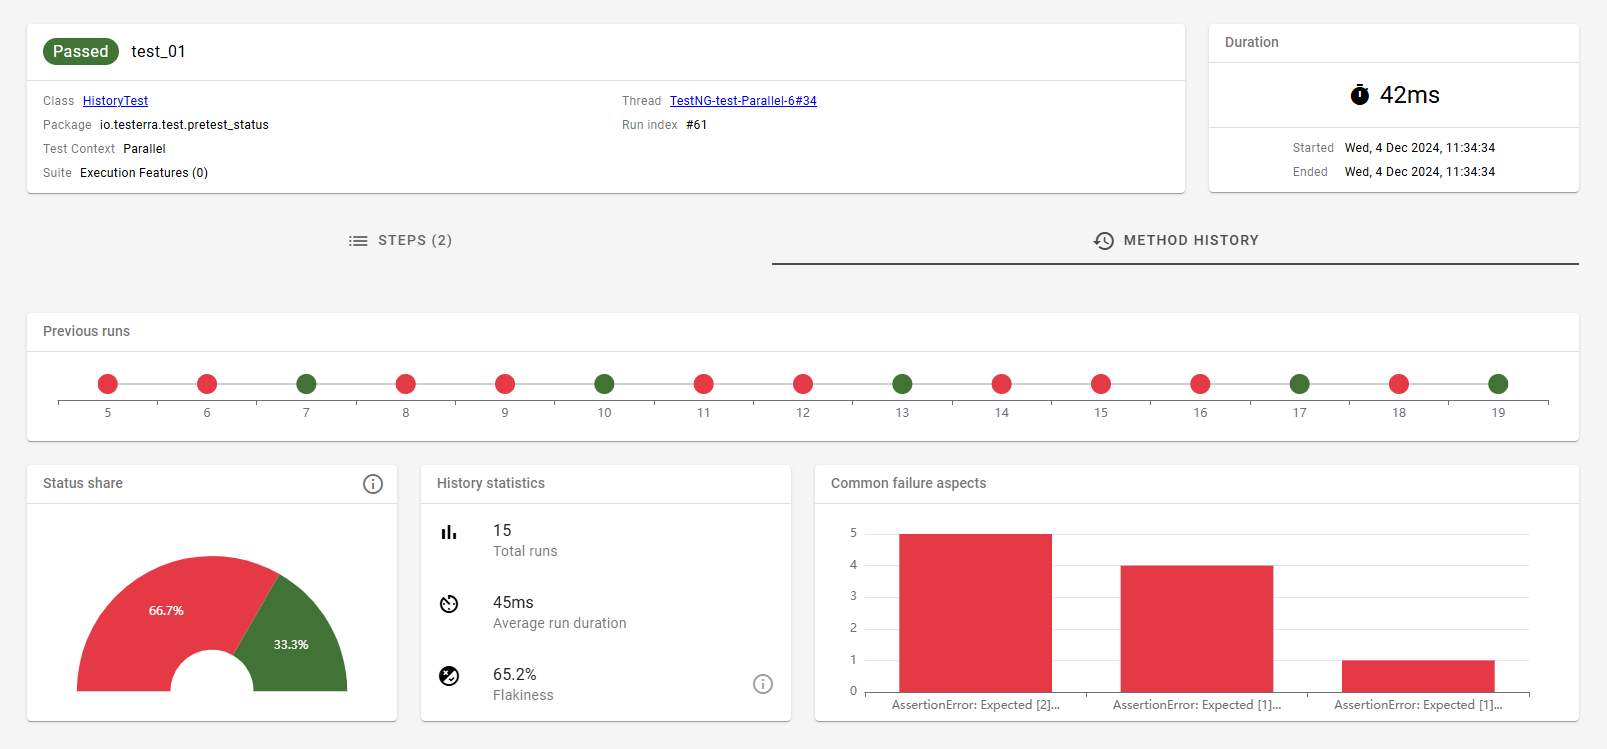 Passed test_01
Class HistoryTest
Package io.testerra.test.pretest_status
Test Context Parallel
Suite Execution Features (0)
Thread TestNG-test-Parallel-6#34
Run index #61
Duration
42ms
Started Wed, 4 Dec 2024, 11:34:34
Ended Wed, 4 Dec 2024, 11:34:34
STEPS (2)
METHOD HISTORY
Previous runs
5 6 7 8 9 10 11 12 13 14 15 16 17 18 19
Status share
66.7%
33.3%
History statistics
15
Total runs
45ms
Average run duration
65.2%
Flakiness
Common failure aspects
5
4
3
2
1
0
AssertionError: Expected [2]... AssertionError: Expected [1]... AssertionError: Expected [1]...